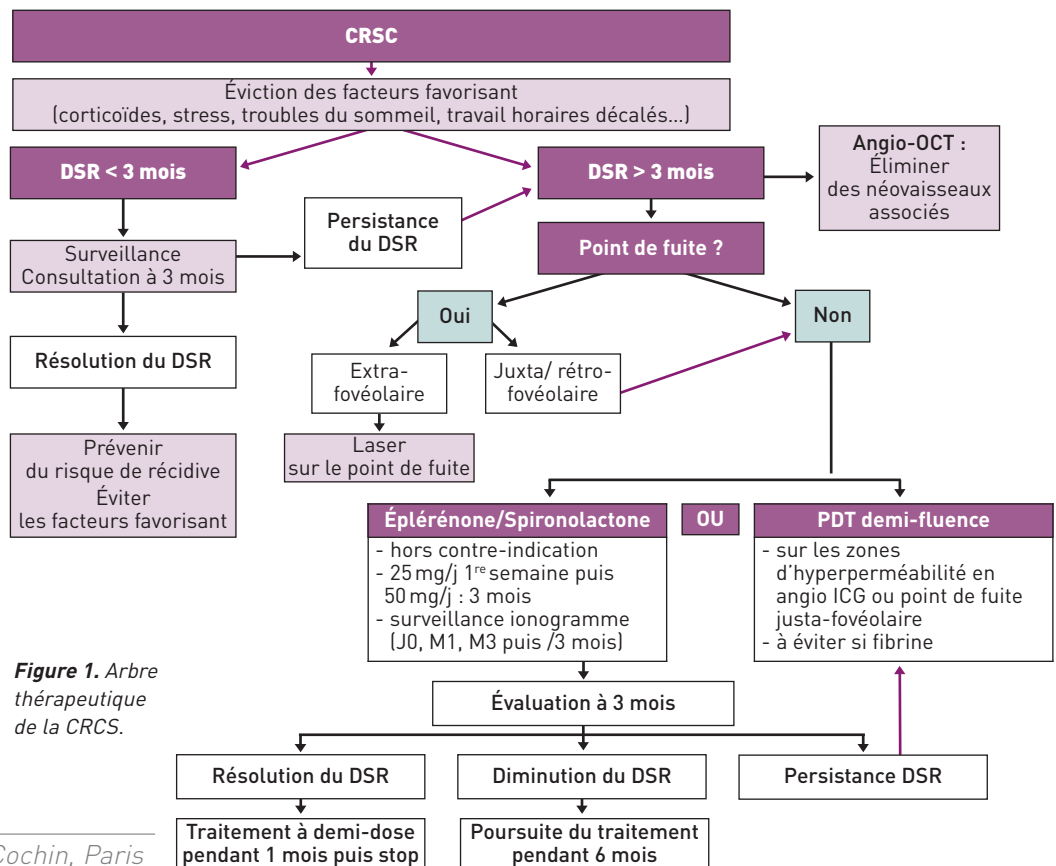 CRSC
Éviction des facteurs favorisant
(corticoïdes, stress, troubles du sommeil, travail horaires décalés...)
DSR < 3 mois
DSR > 3 mois
Angio-OCT :
Éliminer
des néovaisseaux
associés
Persistance
du DSR
Surveillance
Consultation à 3 mois
Point de fuite ?
Oui
Non
Résolution du DSR
Extra-
fovéolaire
Juxta/ rétro-
fovéolaire
Prévenir
du risque de récidive
Éviter
les facteurs favorisant
Laser
sur le point de fuite
Éplérénone/Spironolactone
- hors contre-indication
- 25 mg/j 1re semaine puis
50 mg/j : 3 mois
- surveillance ionogramme
(J0, M1, M3 puis /3 mois)
OU
PDT demi-fluence
- sur les zones
d'hyperperméabilité en
angio ICG ou point de fuite
justa-fovéolaire
- à éviter si fibrine
Figure 1. Arbre
thérapeutique
de la CRCS.
Évaluation à 3 mois
Résolution du DSR
Diminution du DSR
Persistance DSR
Traitement à demi-dose
pendant 1 mois puis stop
Poursuite du traitement
pendant 6 mois
Cochin, Paris